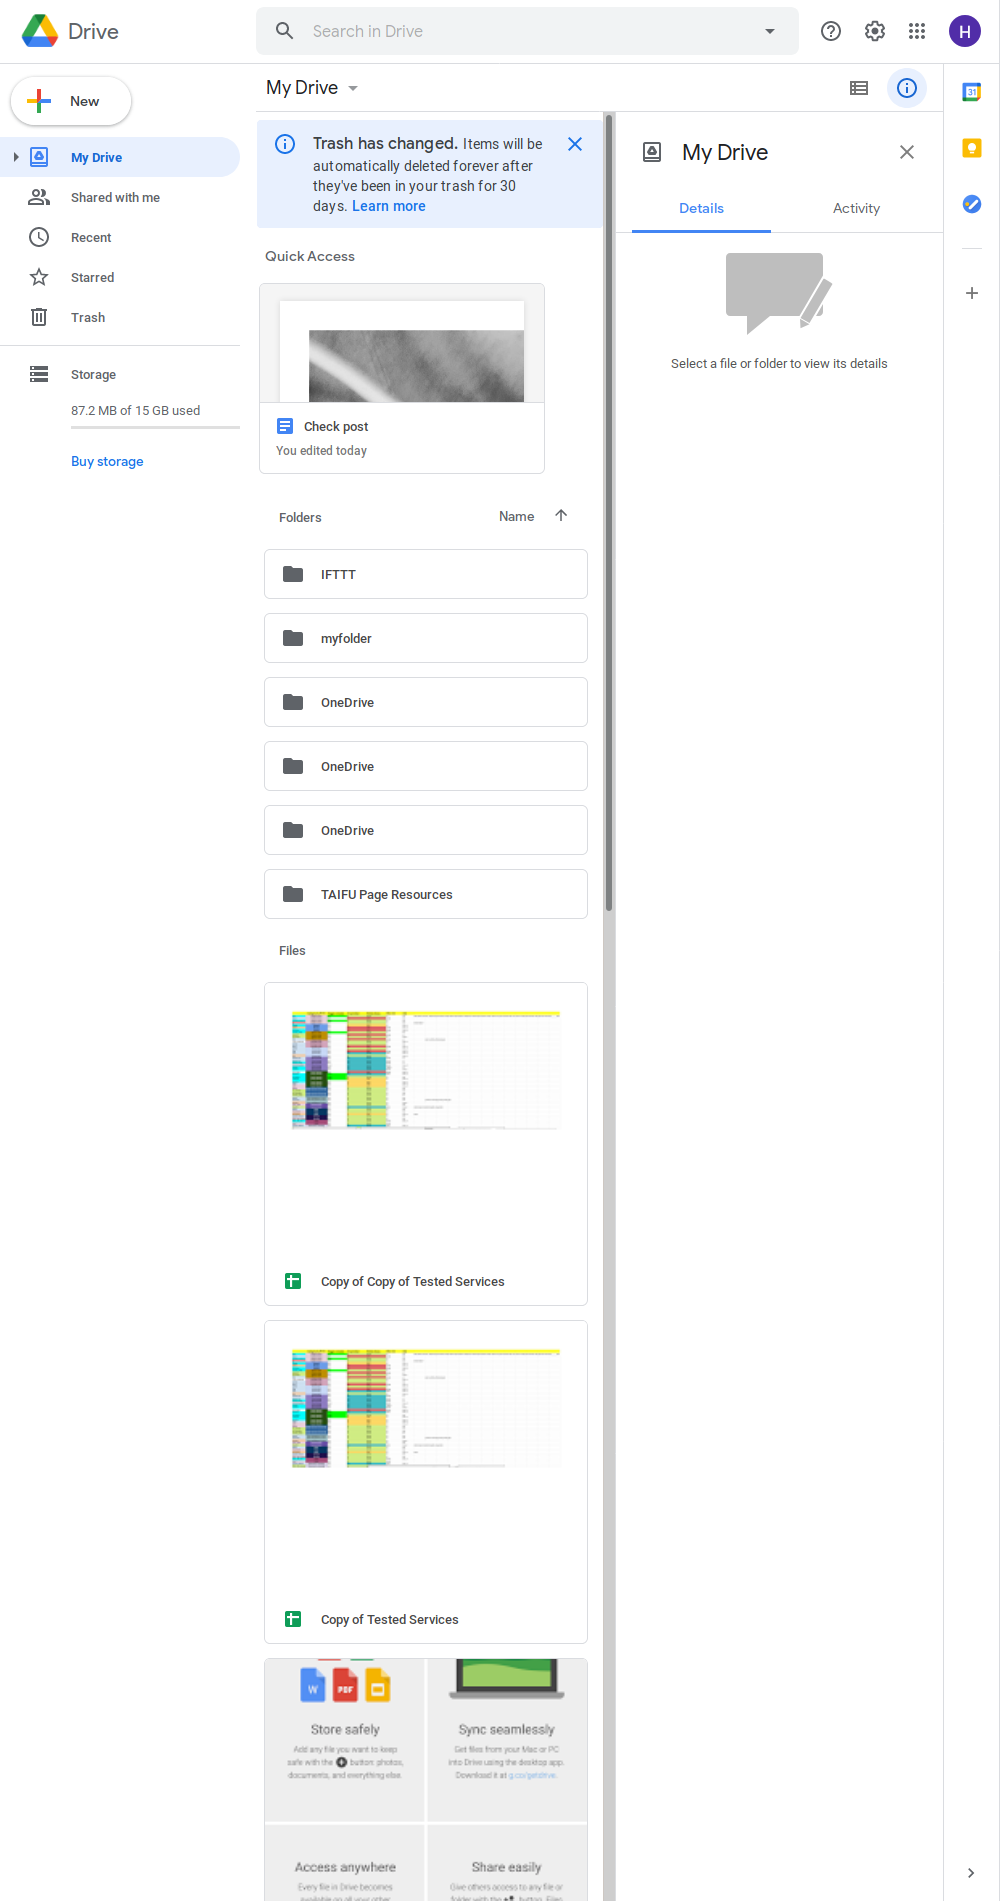 Drive
Search in Drive
H
New
My Drive
My Drive
Shared with me
Recent
Starred
Trash
Storage
87.2 MB of 15 GB used
Buy storage
Trash has changed. Items will be
automatically deleted forever after
they've been in your trash for 30
days. Learn more
Quick Access
Check post
You edited today
Folders
Name
IFTTT
myfolder
OneDrive
OneDrive
OneDrive
TAIFU Page Resources
Files
Copy of Copy of Tested Services
Copy of Tested Services
W
PDF
Store safely
Add any file you want to keep
safe with the button: photos,
documents, and everything else.
Sync seamlessly
Get files from your Mac or PC
into Drive using the desktop app.
Download it at g.co/getdrive.
Access anywhere
Every file in Drive becomes
available on all your other
Share easily
Give others access to any file or
folder with the button. Files
My Drive
Details
Activity
Select a file or folder to view its details
31